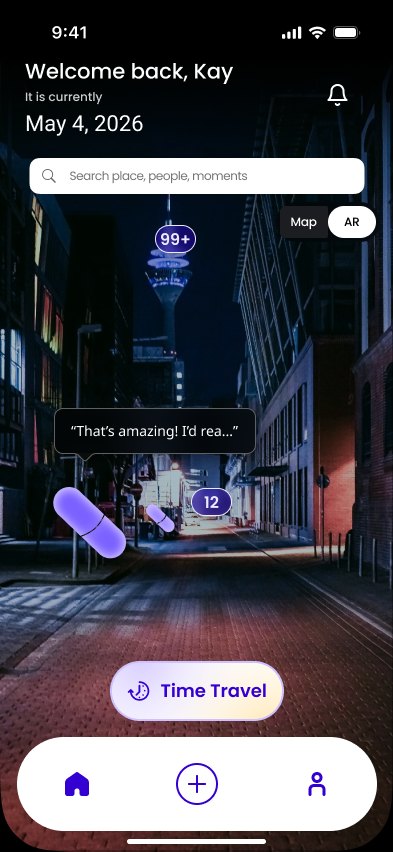 9:41
Welcome back, Kay
It is currently
May 4, 2026
Search place, people, moments
Map
AR
99+
“That’s amazing! I’d rea...”
12
Time Travel